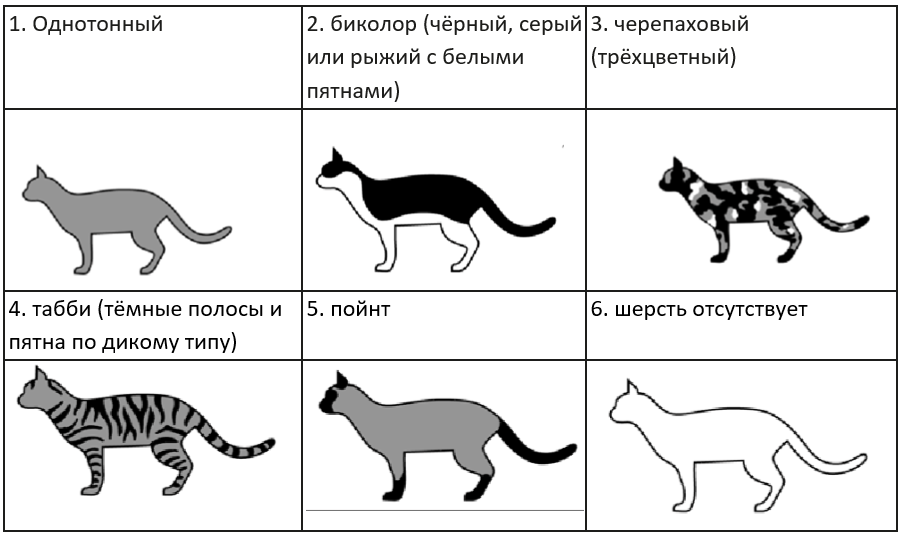 1. Однотонный
2. биколор (чёрный, серый
или рыжий с белыми
пятнами)
3. черепаховый
(трёхцветный)
4. табби (тёмные полосы и
пятна по дикому типу)
5. пойнт
6. шерсть отсутствует